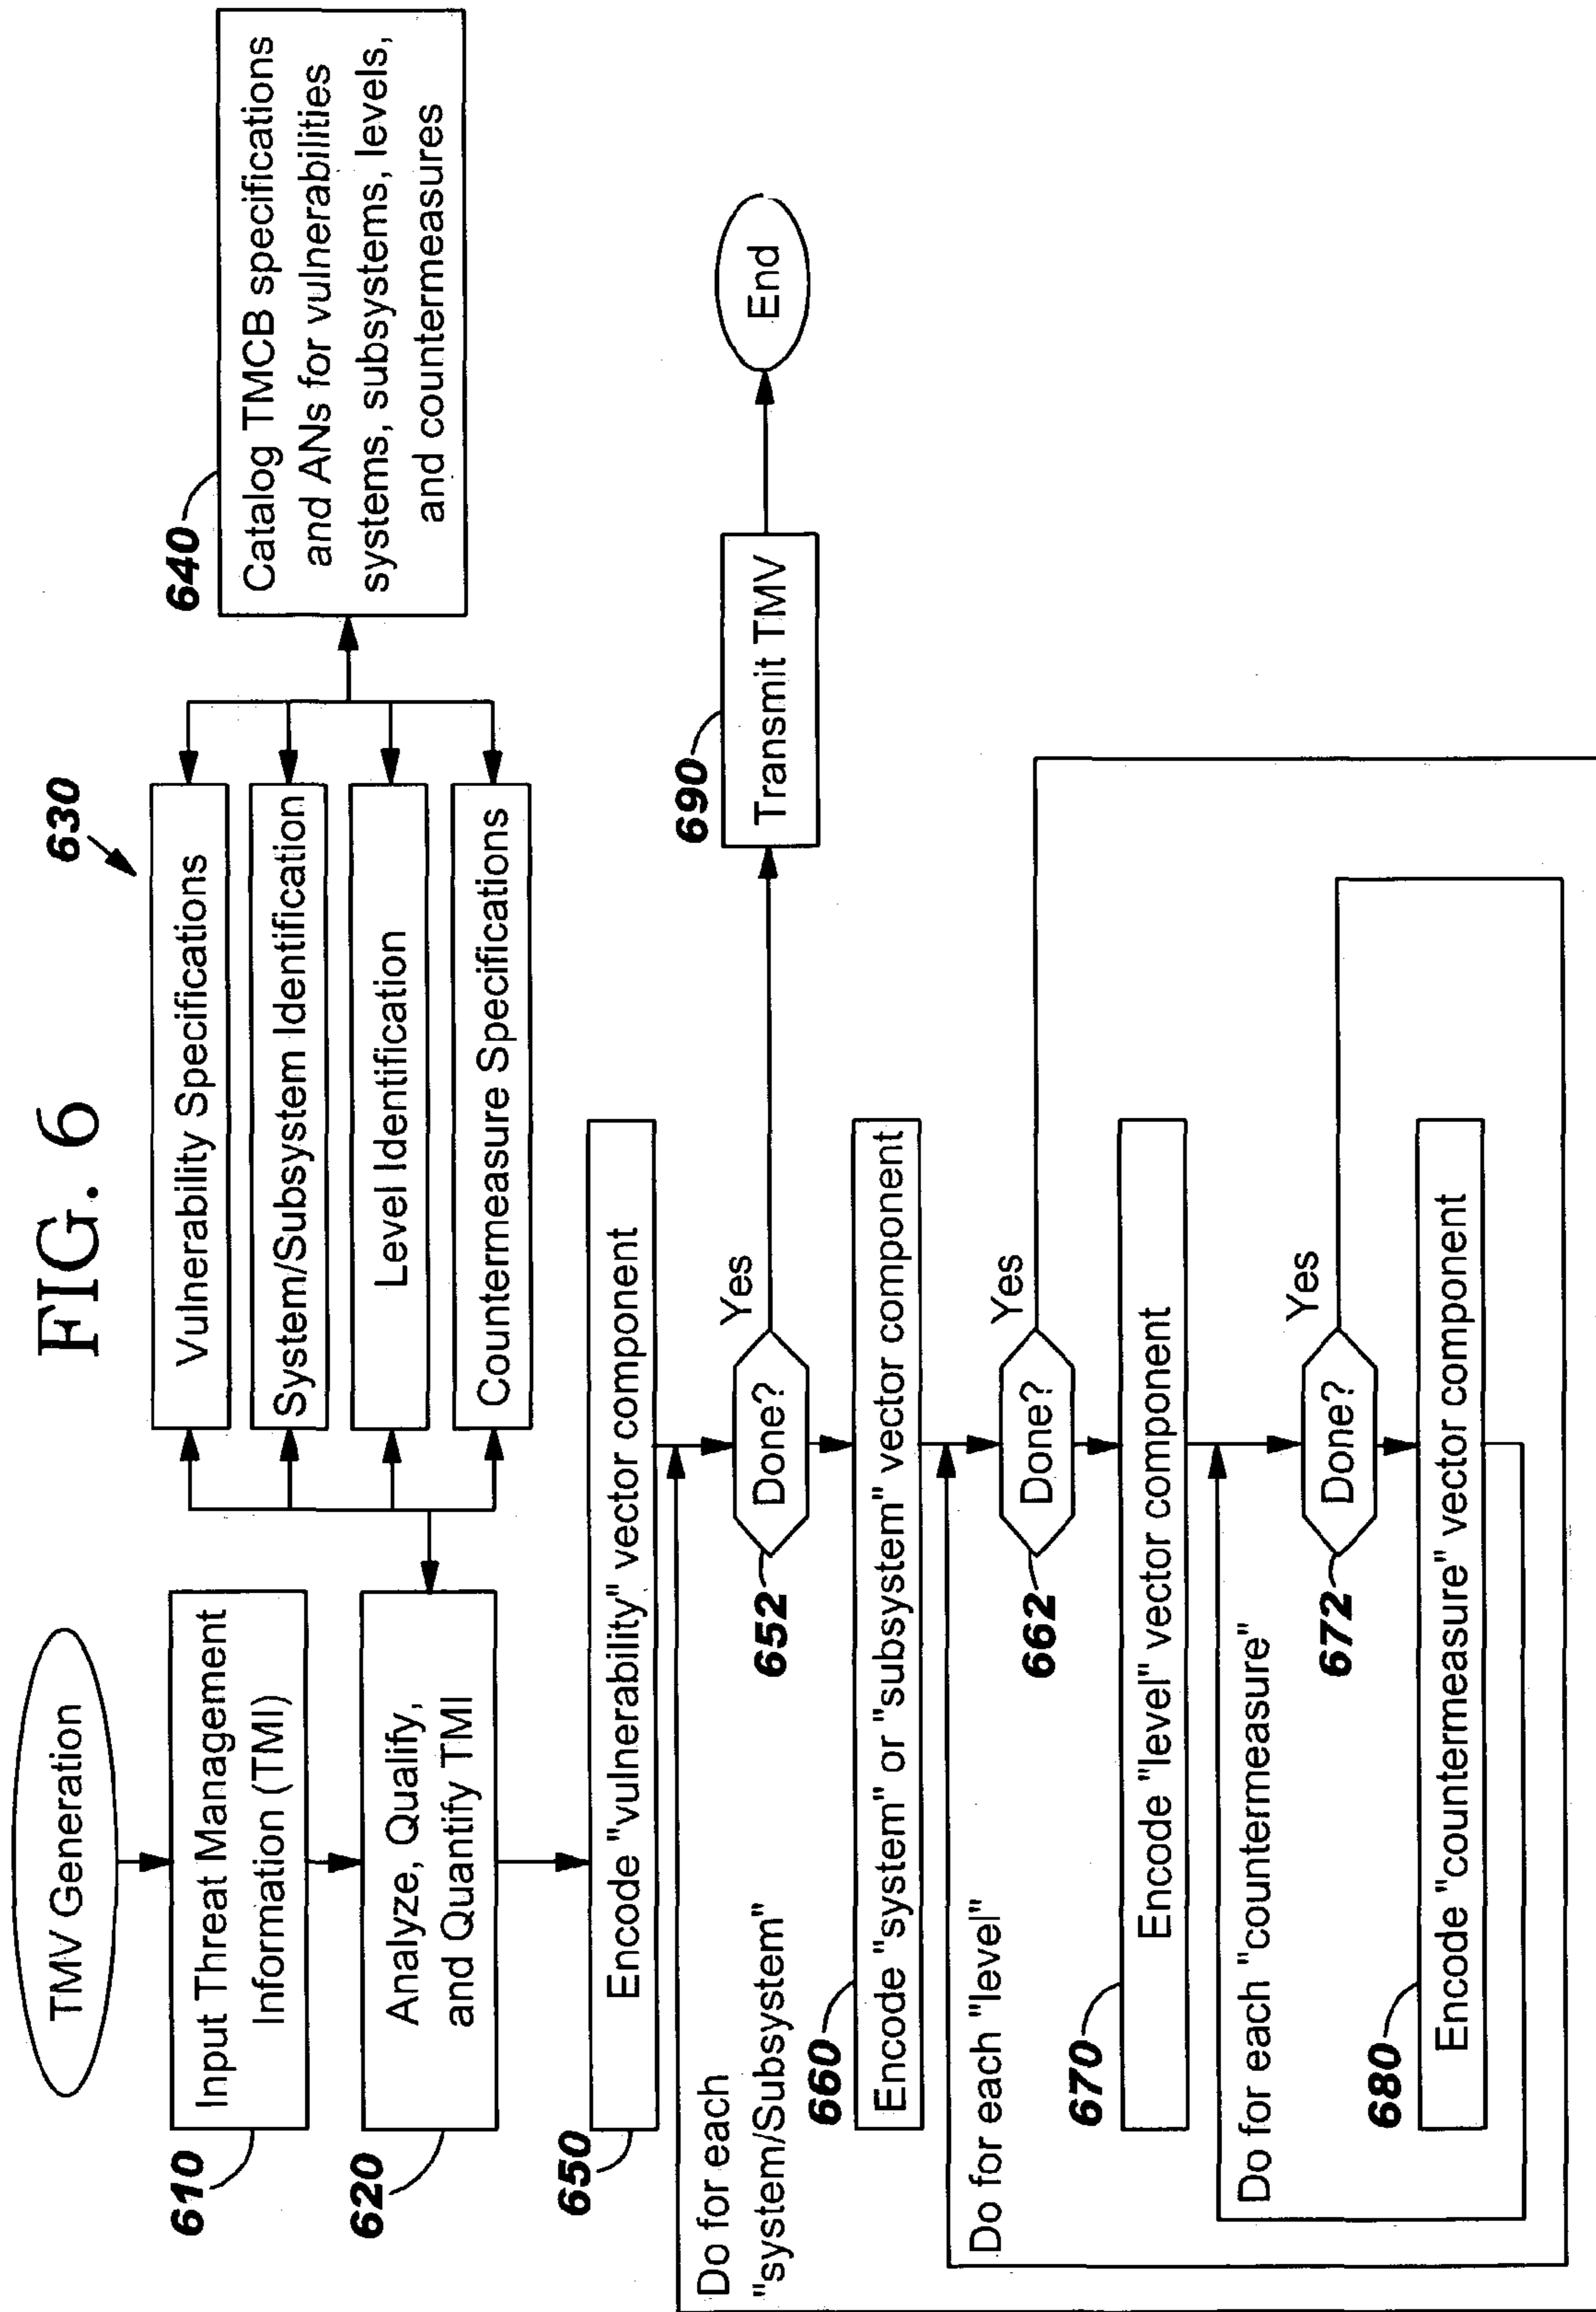 FIG. 6
TMV Generation
610
Input Threat Management
Information (TMI)
620
Analyze, Qualify,
and Quantify TMI
630
Vulnerability Specifications
System/Subsystem Identification
Level Identification
Countermeasure Specifications
640
Catalog TMCB specifications
and ANs for vulnerabilities
systems, subsystems, levels,
and countermeasures
650
Encode "vulnerability" vector component
Do for each
"system/Subsystem"
652
Done?
Yes
690
Transmit TMV
End
660
Encode "system" or "subsystem" vector component
Do for each "level"
662
Done?
Yes
670
Encode "level" vector component
Do for each "countermeasure"
672
Done?
Yes
680
Encode "countermeasure" vector component